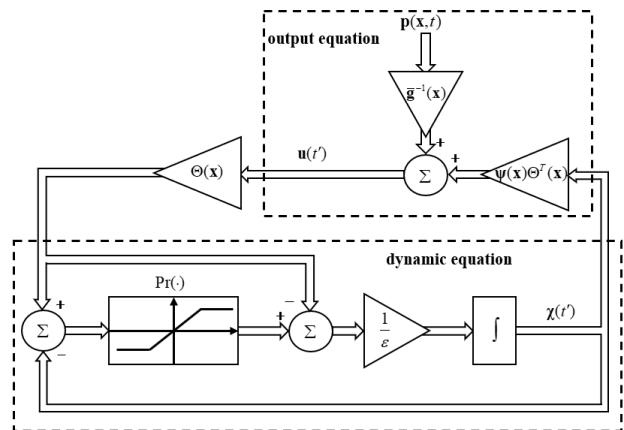 p(x,t)
output equation
g̅⁻¹(x)
+
u(t′)
+
Θ(x)
Σ
ψ(x)Θᵀ(x)
dynamic equation
Pr(·)
+
−
+
χ(t′)
Σ
Σ
1/ε
∫
−